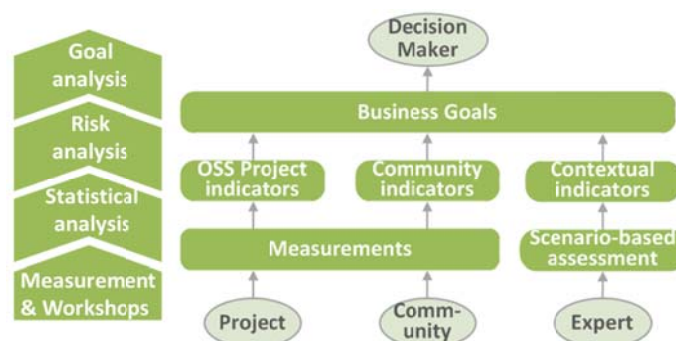 Goal
analysis
Risk
analysis
Statistical
analysis
Measurement
& Workshops
Decision
Maker
Business Goals
OSS Project
indicators
Community
indicators
Contextual
indicators
Measurements
Scenario-based
assessment
Project
Comm-
unity
Expert